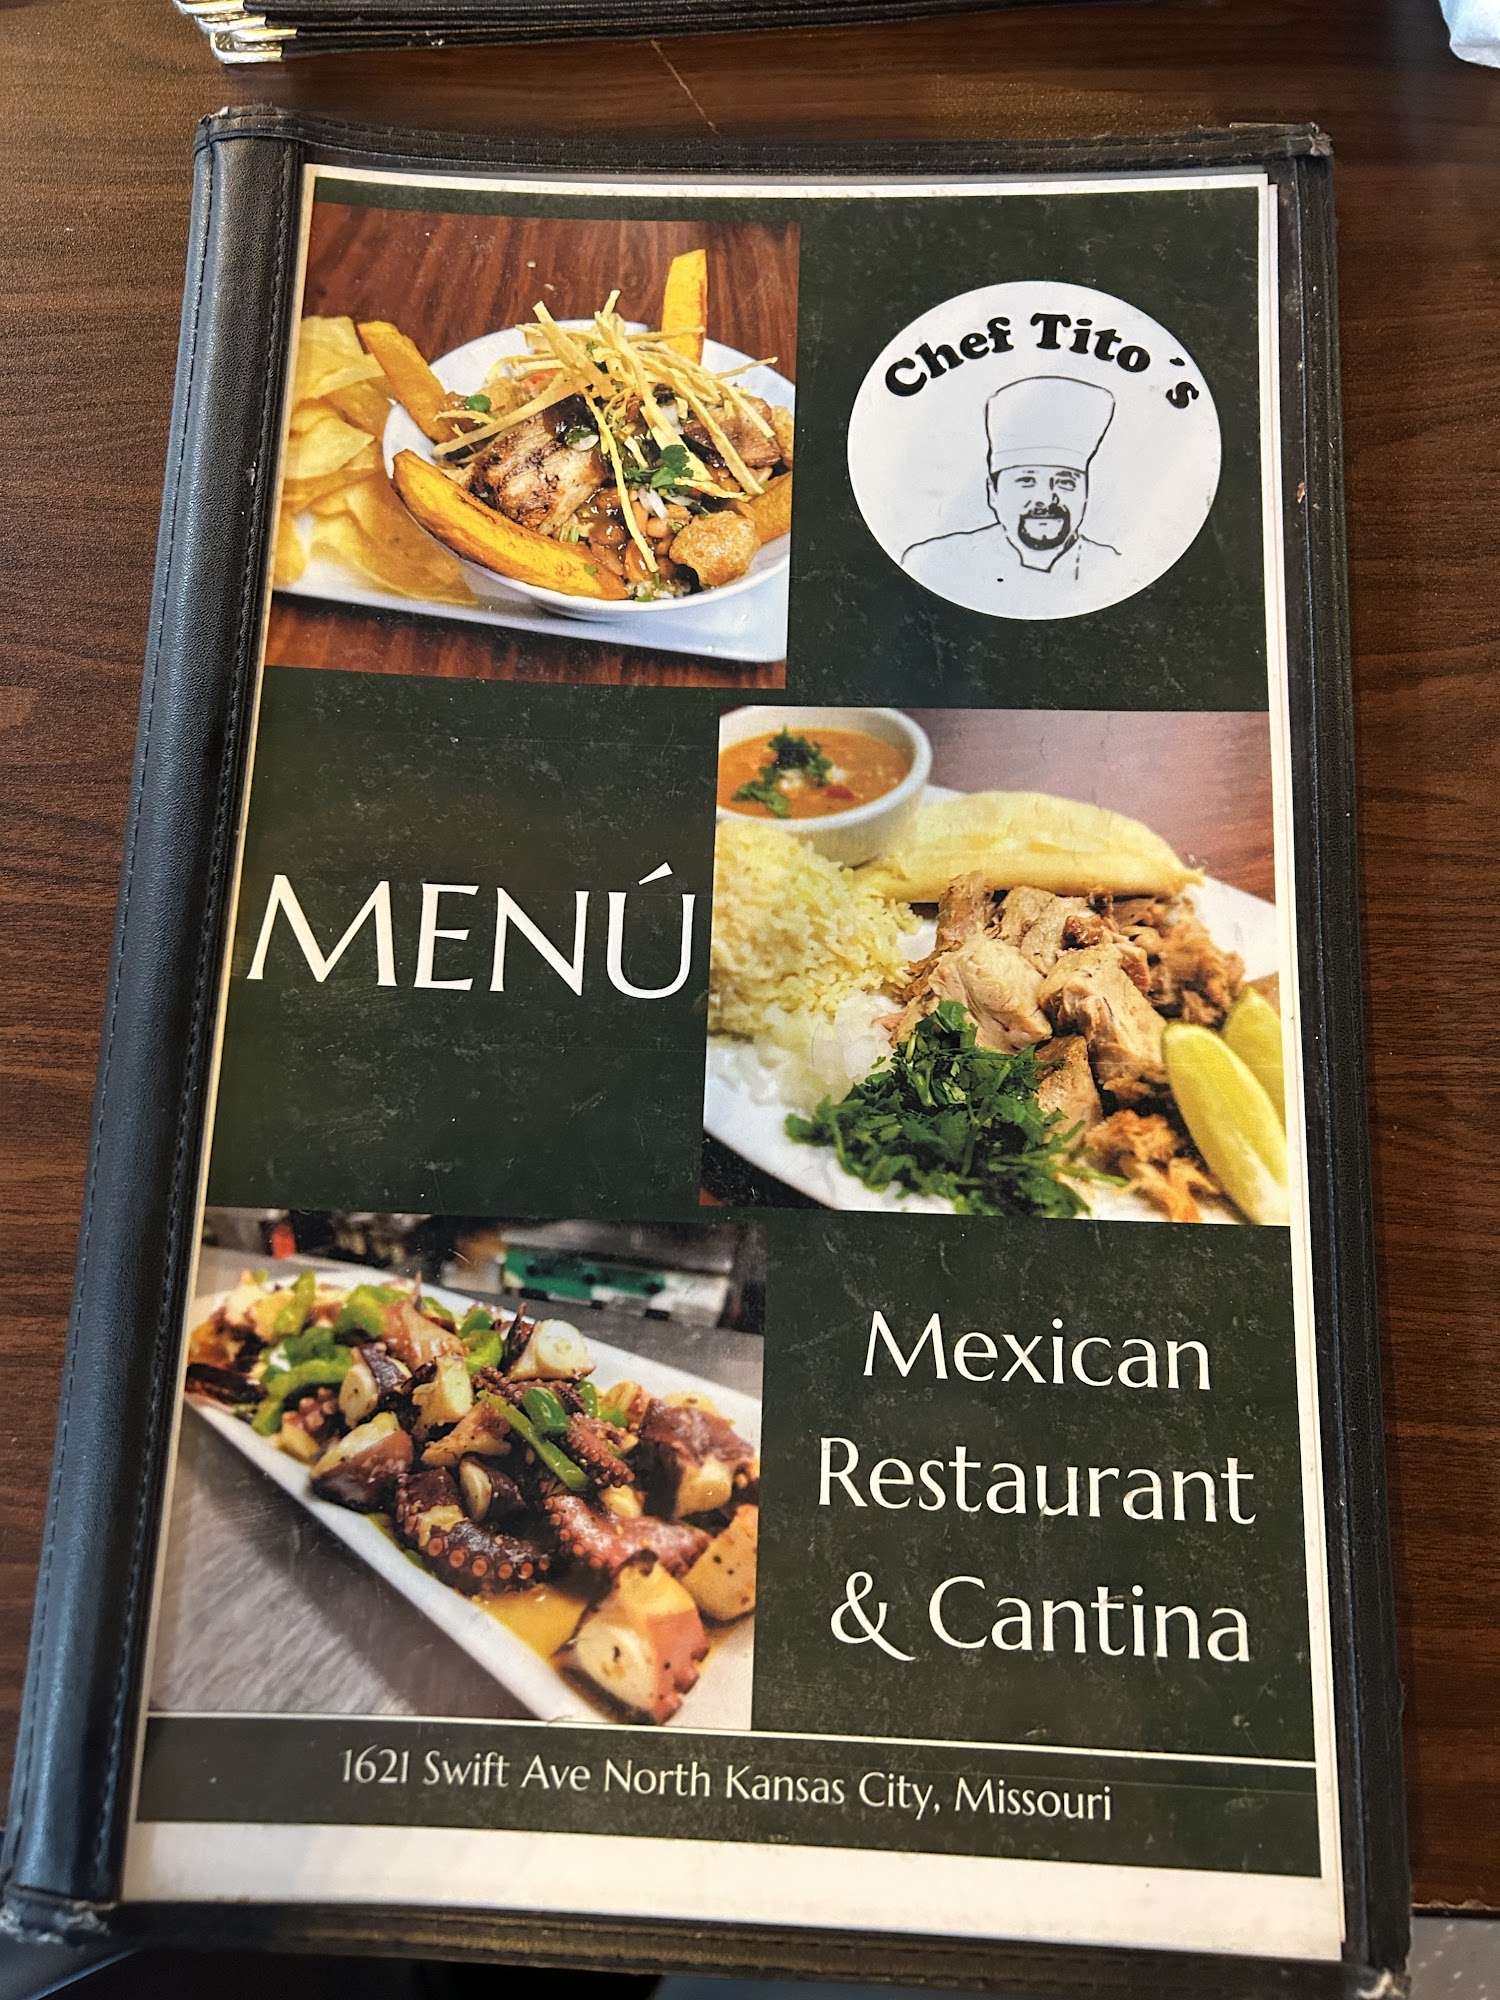 Chef Tito´s
MENÚ
Mexican
Restaurant
& Cantina
1621 Swift Ave North Kansas City, Missouri